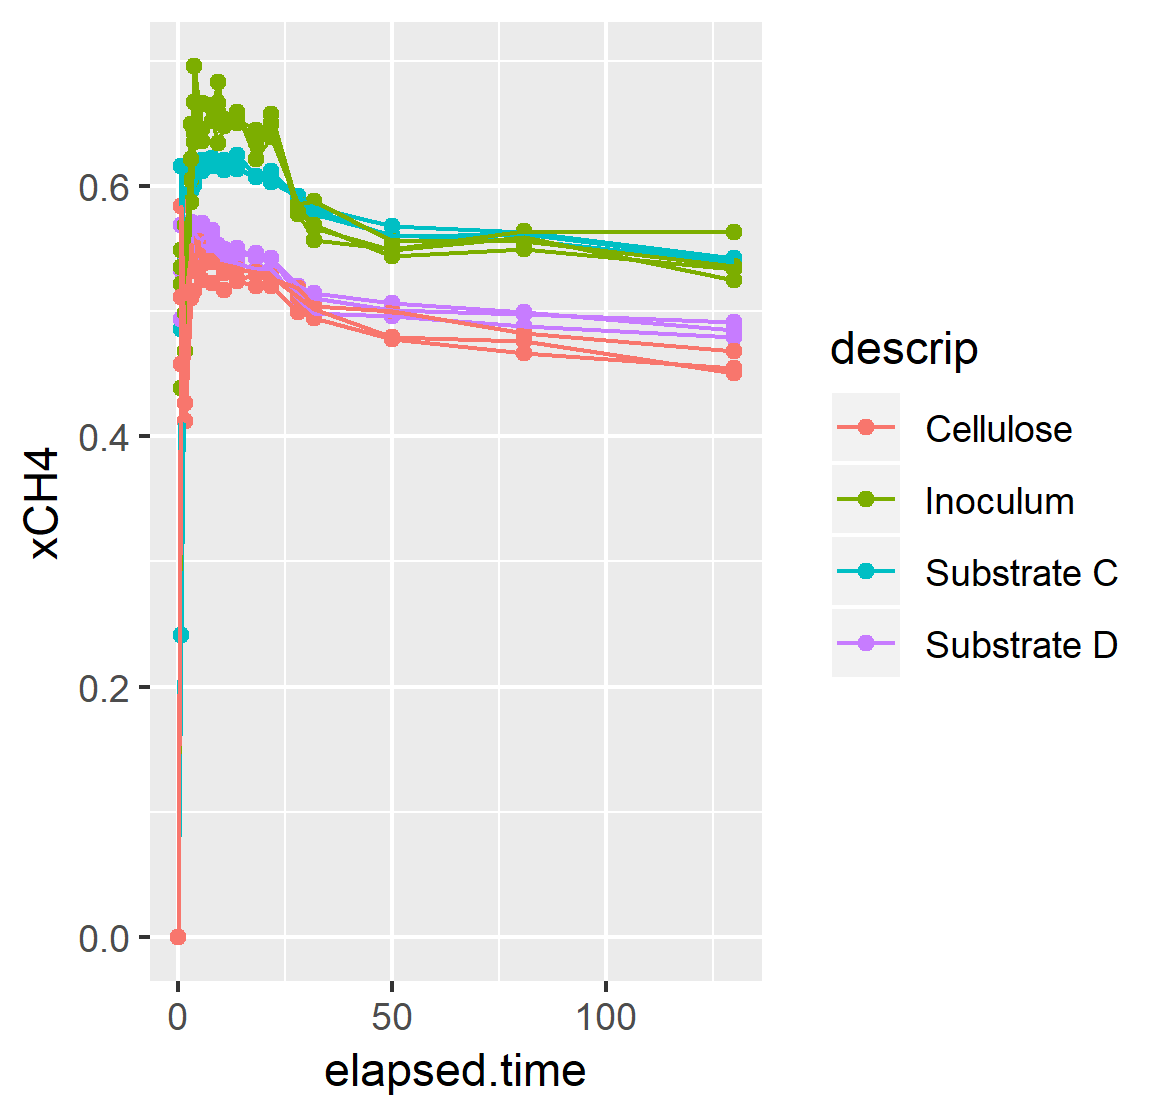 xCH4
0.6
0.4
0.2
0.0
0 50 100
elapsed.time
descrip
Cellulose
Inoculum
Substrate C
Substrate D